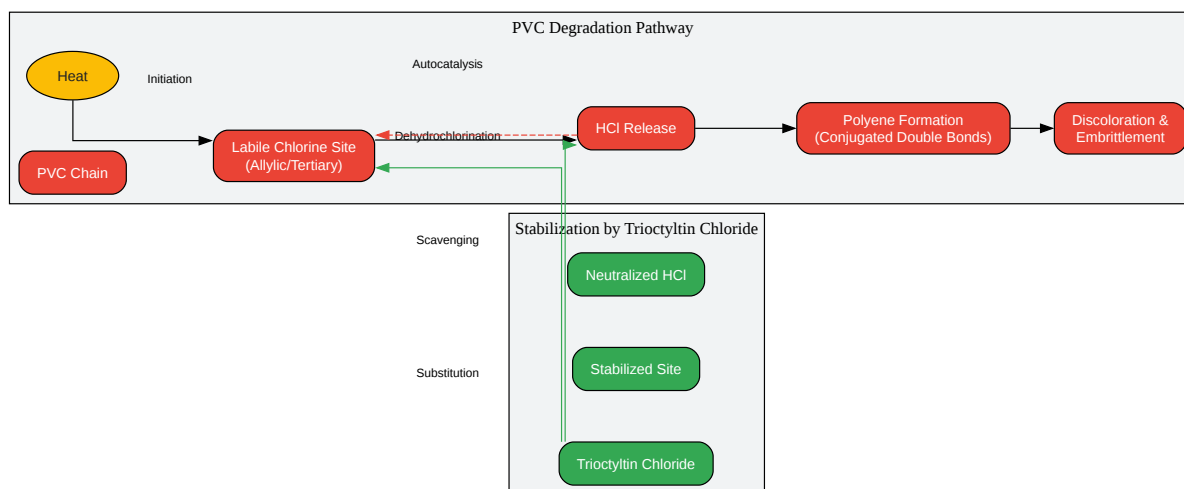 PVC Degradation Pathway
Heat
Initiation
Autocatalysis
Dehydrochlorination
HCl Release
Polyene Formation
(Conjugated Double Bonds)
Discoloration &
Embrittlement
Labile Chlorine Site
(Allylic/Tertiary)
PVC Chain
Stabilization by Trioctyltin Chloride
Scavenging
Neutralized HCl
Stabilized Site
Substitution
Trioctyltin Chloride